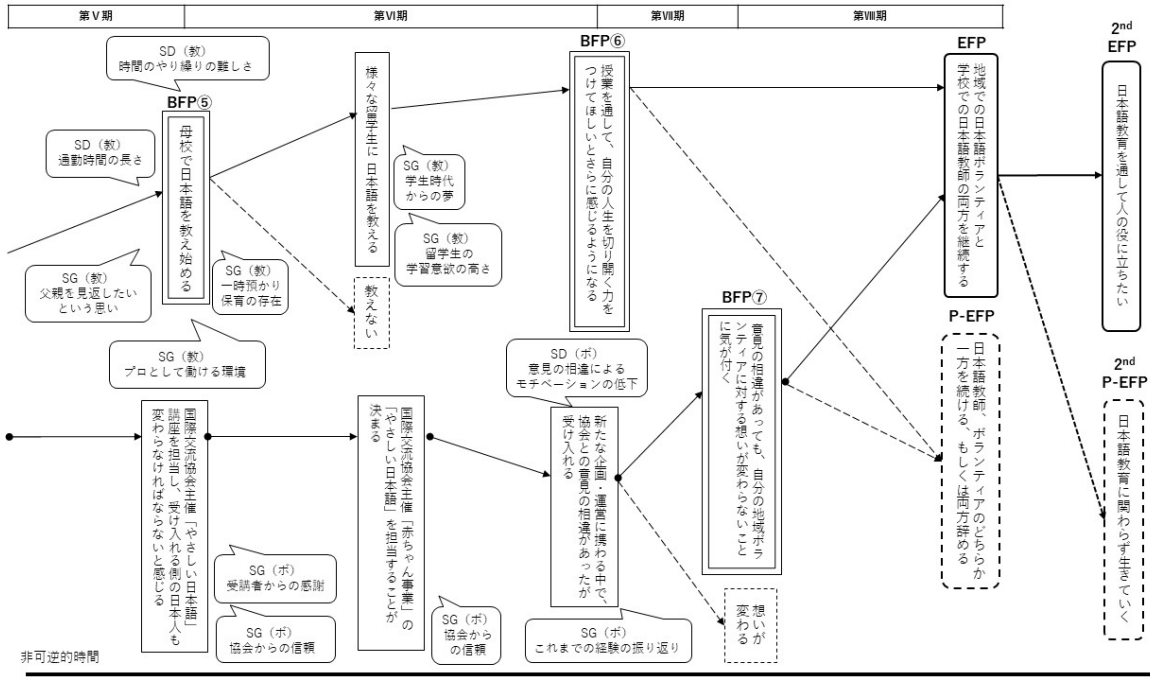 第Ⅴ期
第Ⅵ期
第Ⅶ期
第Ⅷ期
SD（教）
時間のやり繰りの難しさ
BFP⑤
母校で日本語を教え始める
SD（教）
通勤時間の長さ
SG（教）
父親を見返したい
という思い
SG（教）
一時預かり
保育の存在
SG（教）
プロとして働ける環境
様々な留学生に日本語を教える
SG（教）
学生時代
からの夢
SG（教）
留学生の
学習意欲の高さ
教えない
BFP⑥
授業を通して、自分の人生を切り開く力を
つけてほしいとさらに感じるようになる
EFP
地域での日本語ボランティアと
学校での日本語教師の両方を継続する
2nd
EFP
日本語教育を通して人の役に立ちたい
P-EFP
日本語教師、ボランティアのどちらか
一方を続ける、もしくは両方辞める
2nd
P-EFP
日本語教育に関わらず生きていく
国際交流協会主催「やさしい日本語」
講座を担当し、受け入れる側の日本人も
変わらなければならないと感じる
SG（ボ）
受講者からの感謝
SG（ボ）
協会からの信頼
国際交流協会主催「赤ちゃん事業」の
「やさしい日本語」を担当することが
決まる
SG（ボ）
協会から
の信頼
SD（ボ）
意見の相違による
モチベーションの低下
新たな企画・運営に携わる中で、
協会との意見の相違があったが
受け入れる
SG（ボ）
これまでの経験の振り返り
BFP⑦
意見の相違があっても、自分の地域ボラ
ンティアに対する想いが変わらないこと
に気が付く
想いが
変わる
非可逆的時間